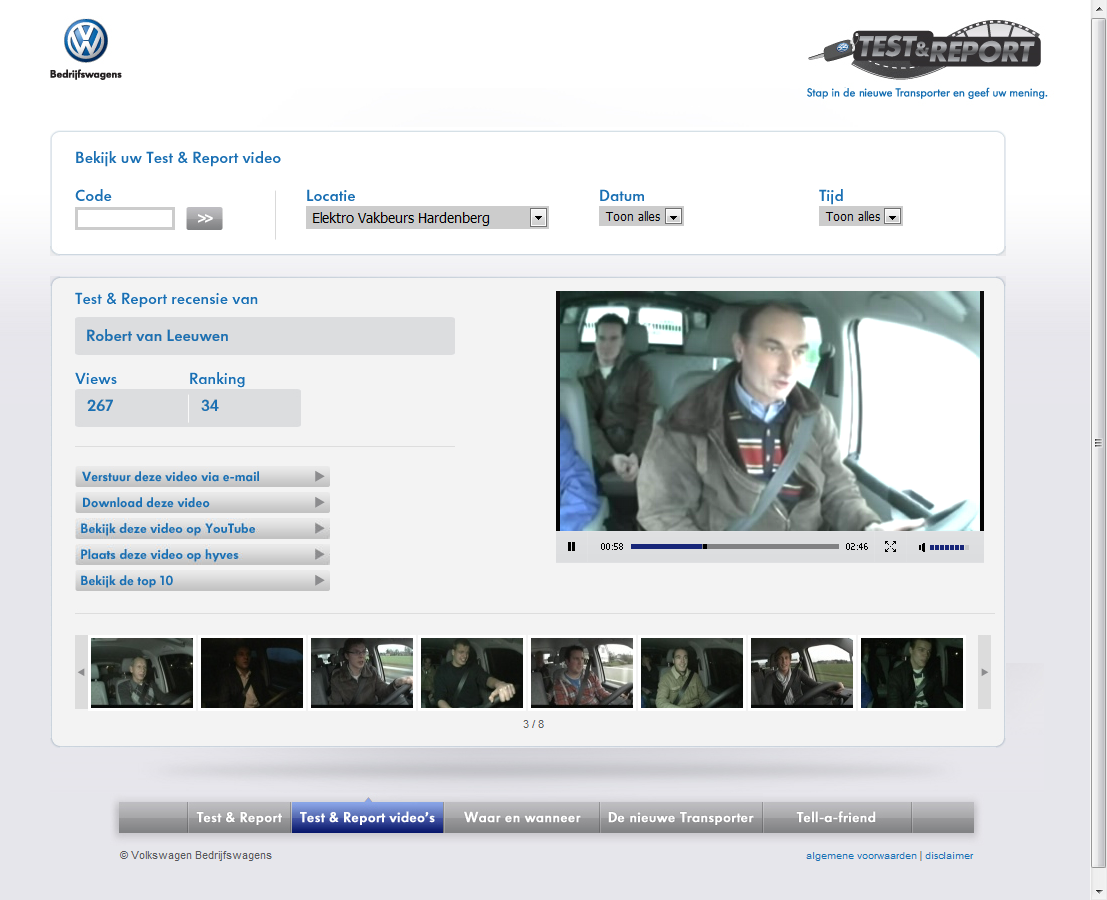 Bedrijfswagens
TEST&REPORT
Stap in de nieuwe Transporter en geef uw mening.
Bekijk uw Test & Report video
Code
Locatie
Datum
Tijd
>>
Elektro Vakbeurs Hardenberg
Toon alles
Toon alles
Test & Report recensie van
Robert van Leeuwen
Views
Ranking
267
34
Verstuur deze video via e-mail
Download deze video
Bekijk deze video op YouTube
Plaats deze video op hyves
Bekijk de top 10
00:58
02:46
3 / 8
Test & Report
Test & Report video's
Waar en wanneer
De nieuwe Transporter
Tell-a-friend
© Volkswagen Bedrijfswagens
algemene voorwaarden | disclaimer